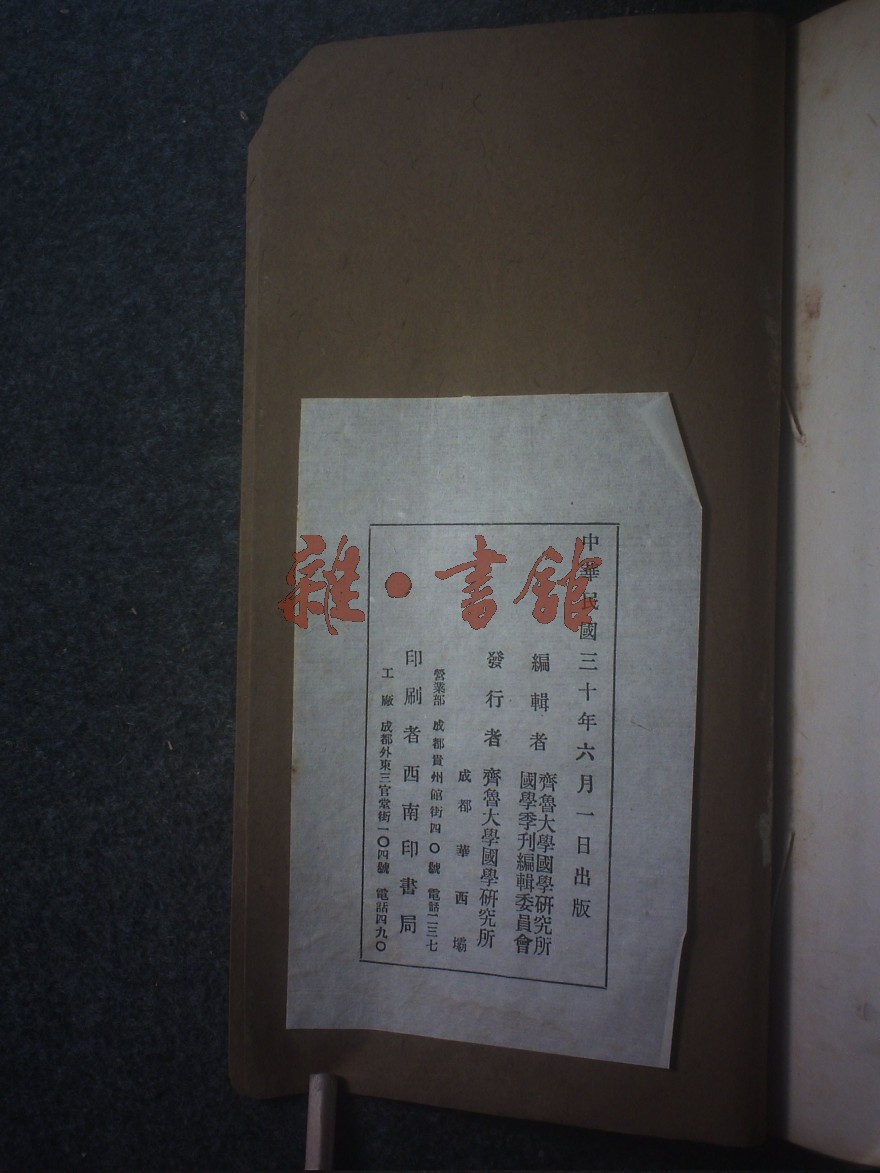 中華民國三十年六月一日出版
編輯者
齊魯大學國學研究所
國學季刊編輯委員會
發行者 齊魯大學國學研究所
成都華西壩
營業部 成都貴州館街四〇號 電話二三七
印刷者 西南印書局
工廠 成都外東三官堂街一〇四號 電話四九〇
雜·書館